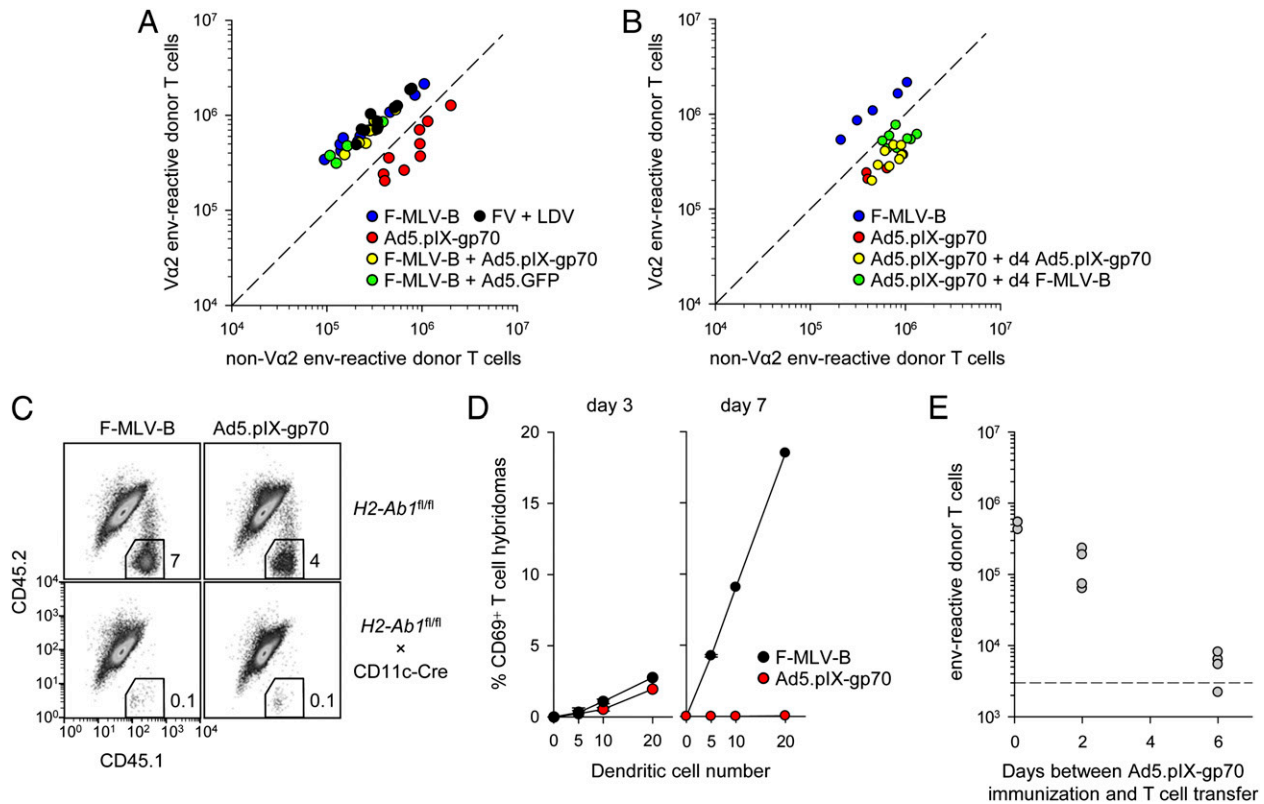 A
10⁷
10⁶
10⁵
10⁴
Vα2 env-reactive donor T cells
F-MLV-B
FV + LDV
Ad5.pIX-gp70
F-MLV-B + Ad5.pIX-gp70
F-MLV-B + Ad5.GFP
10⁴ 10⁵ 10⁶ 10⁷
non-Vα2 env-reactive donor T cells
B
10⁷
10⁶
10⁵
10⁴
Vα2 env-reactive donor T cells
F-MLV-B
Ad5.pIX-gp70
Ad5.pIX-gp70 + d4 Ad5.pIX-gp70
Ad5.pIX-gp70 + d4 F-MLV-B
10⁴ 10⁵ 10⁶ 10⁷
non-Vα2 env-reactive donor T cells
C
F-MLV-B Ad5.pIX-gp70
7
4
H2-Ab1fl/fl
0.1
0.1
H2-Ab1fl/fl
×
CD11c-Cre
CD45.2
10⁴
10³
10²
10¹
10⁰
10⁰ 10¹ 10² 10³ 10⁴
CD45.1
D
day 3 day 7
% CD69⁺ T cell hybridomas
20
15
10
5
0
F-MLV-B
Ad5.pIX-gp70
0 5 10 20
0 5 10 20
Dendritic cell number
E
env-reactive donor T cells
10⁷
10⁶
10⁵
10⁴
10³
0 2 4 6
Days between Ad5.pIX-gp70
immunization and T cell transfer